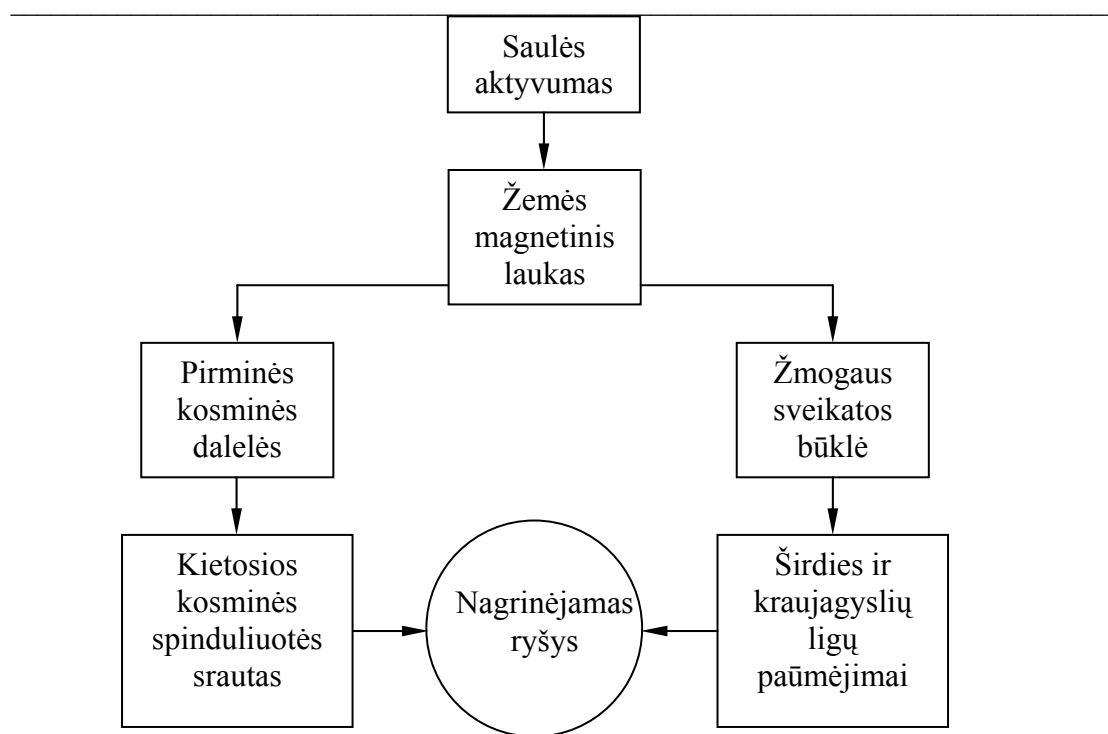 Saulės
aktyvumas
Žemės
magnetinis
laukas
Pirminės
kosminės
dalelės
Žmogaus
sveikatos
būklė
Kietosios
kosminės
spinduliuotės
srautas
Nagrinėjamas
ryšys
Širdies ir
kraujagyslių
ligų
paūmėjimai